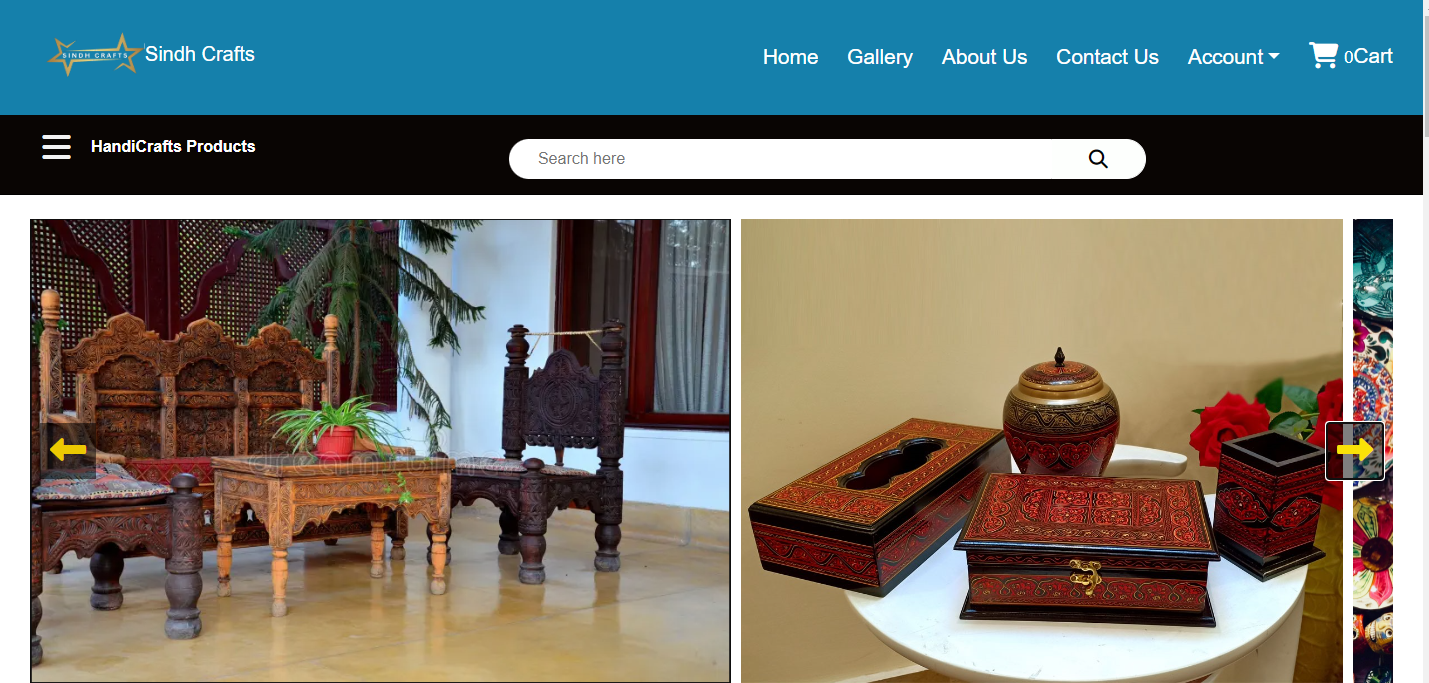 SINDH CRAFTS
Sindh Crafts
Home Gallery About Us Contact Us Account 0Cart
HandiCrafts Products
Search here